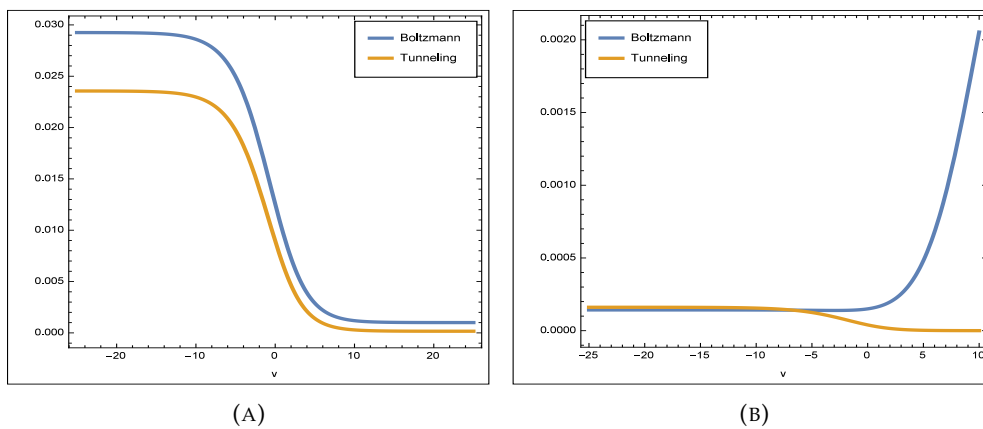 0.030
0.025
0.020
0.015
0.010
0.005
0.000
Boltzmann
Tunneling
−20 −10 0 10 20
v
(A)
0.0020
0.0015
0.0010
0.0005
0.0000
Boltzmann
Tunneling
−25 −20 −15 −10 −5 0 5 10
v
(B)